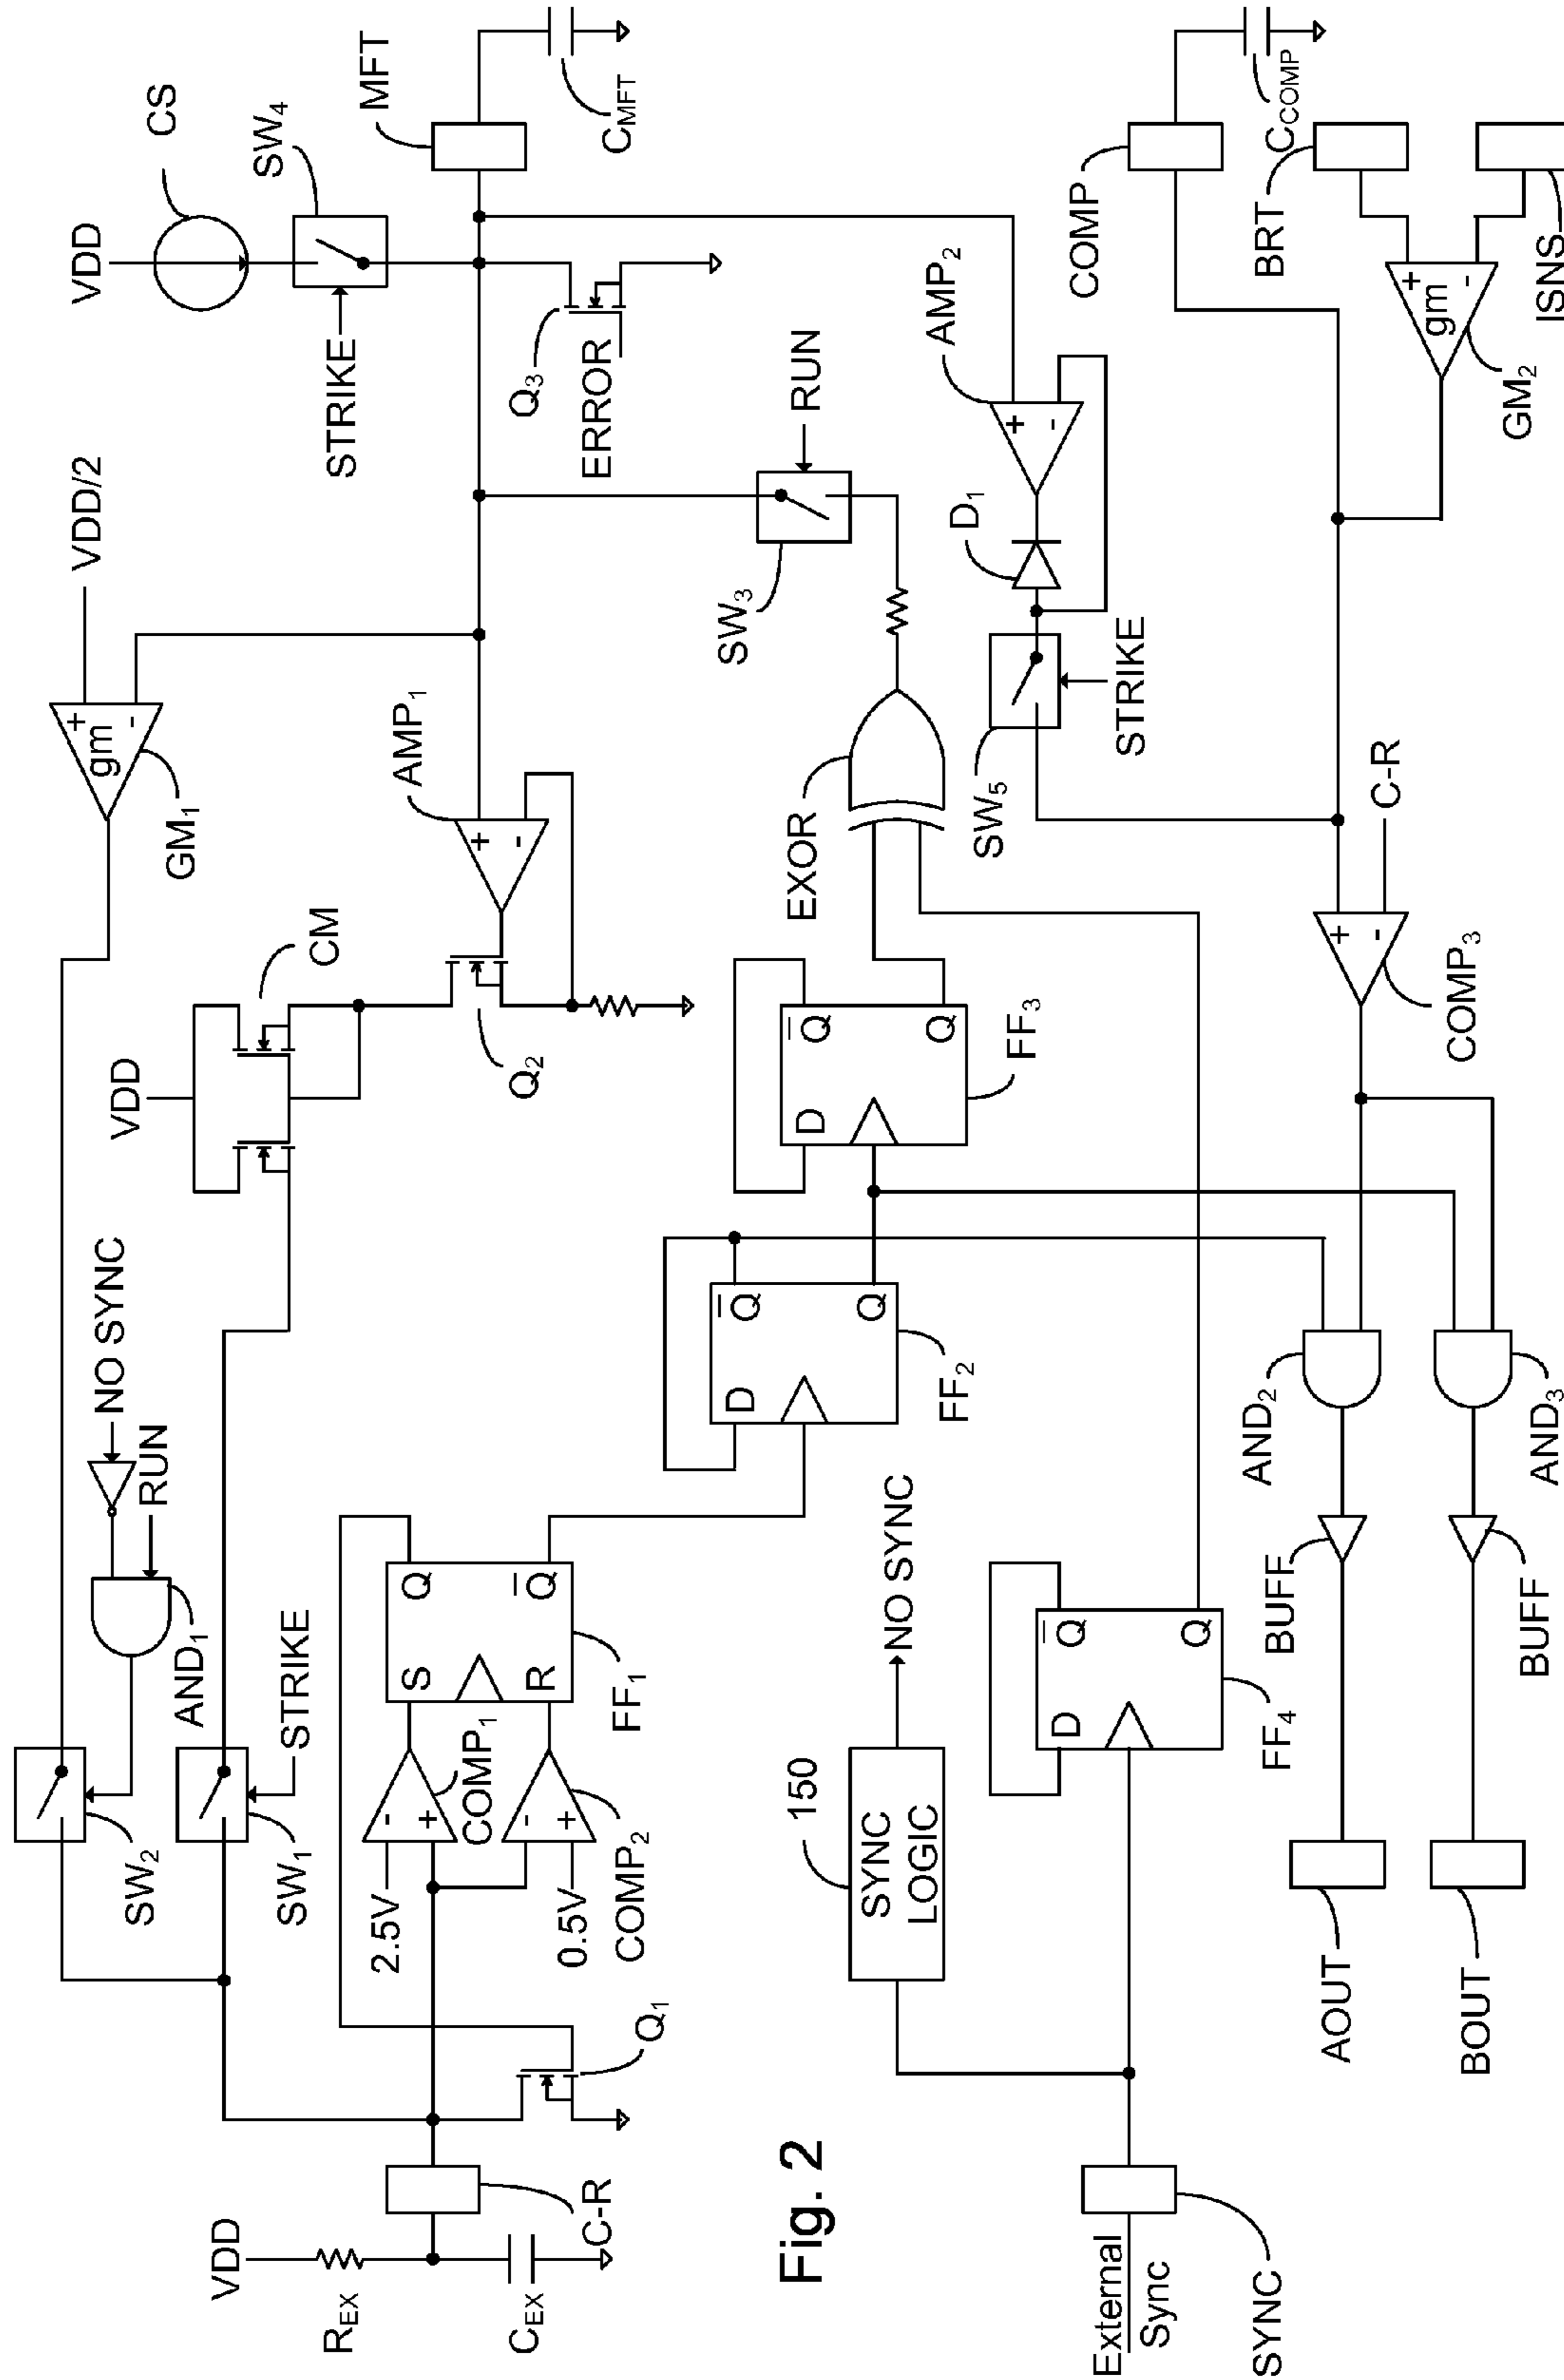 VDD
CS
SW4
STRIKE
MFT
CMFT
VDD/2
gm
+
-
GM1
Q3
ERROR
AMP1
+
-
CM
VDD
Q2
NO SYNC
RUN
AND1
SW2
SW1
STRIKE
SW3
RUN
AMP2
+
-
D1
SW5
STRIKE
EXOR
COMP
CCOMP
BRT
ISNS
gm
+
-
GM2
C-R
+
-
COMP3
D
Q
Q
FF3
D
Q
Q
FF2
S
Q
R
Q
FF1
2.5V
-
+
COMP1
0.5V
-
+
COMP2
Q1
VDD
REX
CEX
C-R
150
SYNC
LOGIC
NO SYNC
D
Q
Q
FF4
AND2
AND3
BUFF
BUFF
AOUT
BOUT
External
Sync
SYNC
Fig. 2